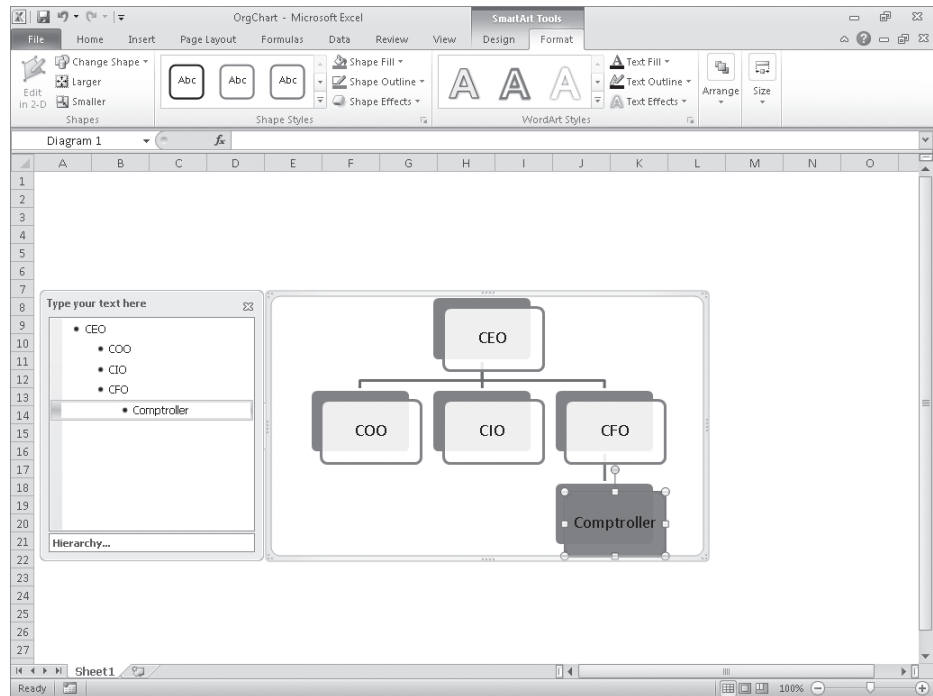 OrgChart - Microsoft Excel
SmartArt Tools
File Home Insert Page Layout Formulas Data Review View Design Format
Edit in 2-D
Change Shape
Larger
Smaller
Shapes
Abc Abc Abc
Shape Fill
Shape Outline
Shape Effects
Shape Styles
A A A
Text Fill
Text Outline
Text Effects
WordArt Styles
Arrange
Size
Diagram 1
fx
A B C D E F G H I J K L M N O
1
2
3
4
5
6
7
8
9
10
11
12
13
14
15
16
17
18
19
20
21
22
23
24
25
26
27
Type your text here
• CEO
• COO
• CIO
• CFO
• Comptroller
Hierarchy...
CEO
COO CIO CFO
Comptroller
Sheet1
Ready
100%